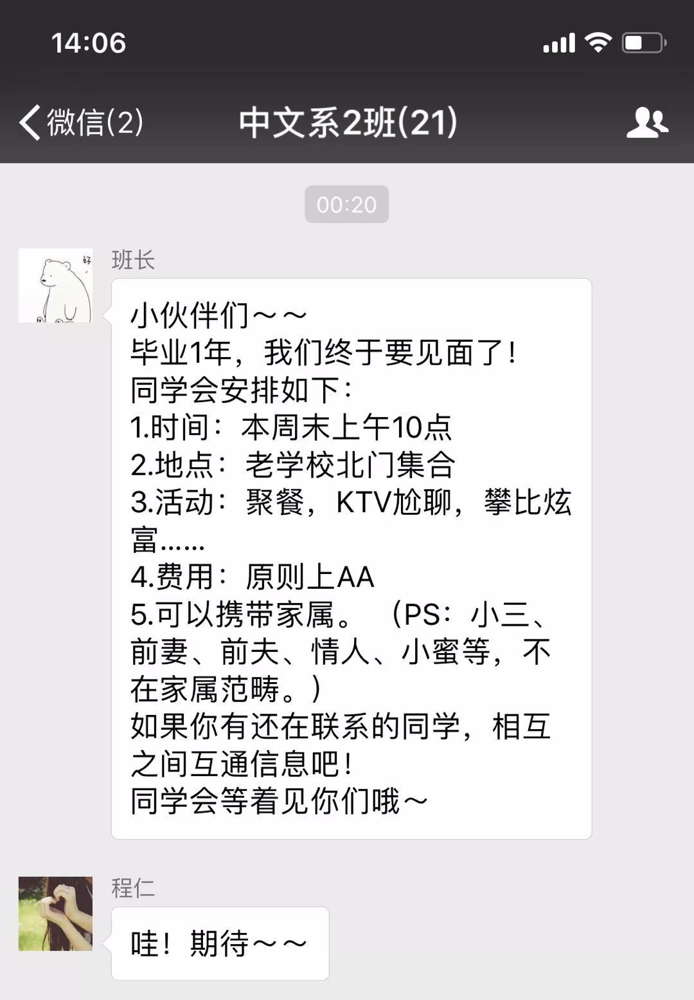 14:06
微信(2)
中文系2班(21)
00:20
好
班长
小伙伴们～～
毕业1年，我们终于要见面了！
同学会安排如下：
1.时间：本周末上午10点
2.地点：老学校北门集合
3.活动：聚餐，KTV尬聊，攀比炫
富……
4.费用：原则上AA
5.可以携带家属。（PS：小三、
前妻、前夫、情人、小蜜等，不
在家属范畴。）
如果你有还在联系的同学，相互
之间互通信息吧！
同学会等着见你们哦～
程仁
哇！期待～～